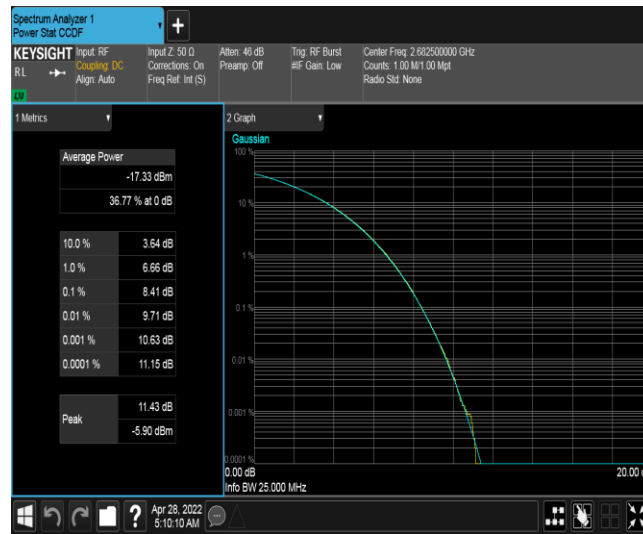 Spectrum Analyzer 1
Power Stat CCDF
+
KEYSIGHT
RL
Input: RF
Coupling: DC
Align: Auto
Input Z: 50 Ω
Corrections: On
Freq Ref: Int (S)
Atten: 46 dB
Preamp: Off
Trig: RF Burst
#IF Gain: Low
Center Freq: 2.682500000 GHz
Counts: 1.00 M/1.00 Mpt
Radio Std: None
1 Metrics
Average Power
-17.33 dBm
36.77 % at 0 dB
10.0 % 3.64 dB
1.0 % 6.66 dB
0.1 % 8.41 dB
0.01 % 9.71 dB
0.001 % 10.63 dB
0.0001 % 11.15 dB
Peak
11.43 dB
-5.90 dBm
2 Graph
Gaussian
100 %
10 %
1 %
0.1 %
0.01 %
0.001 %
0.0001 %
0.00 dB 20.00
Info BW 25.000 MHz
?
Apr 28, 2022
5:10:10 AM